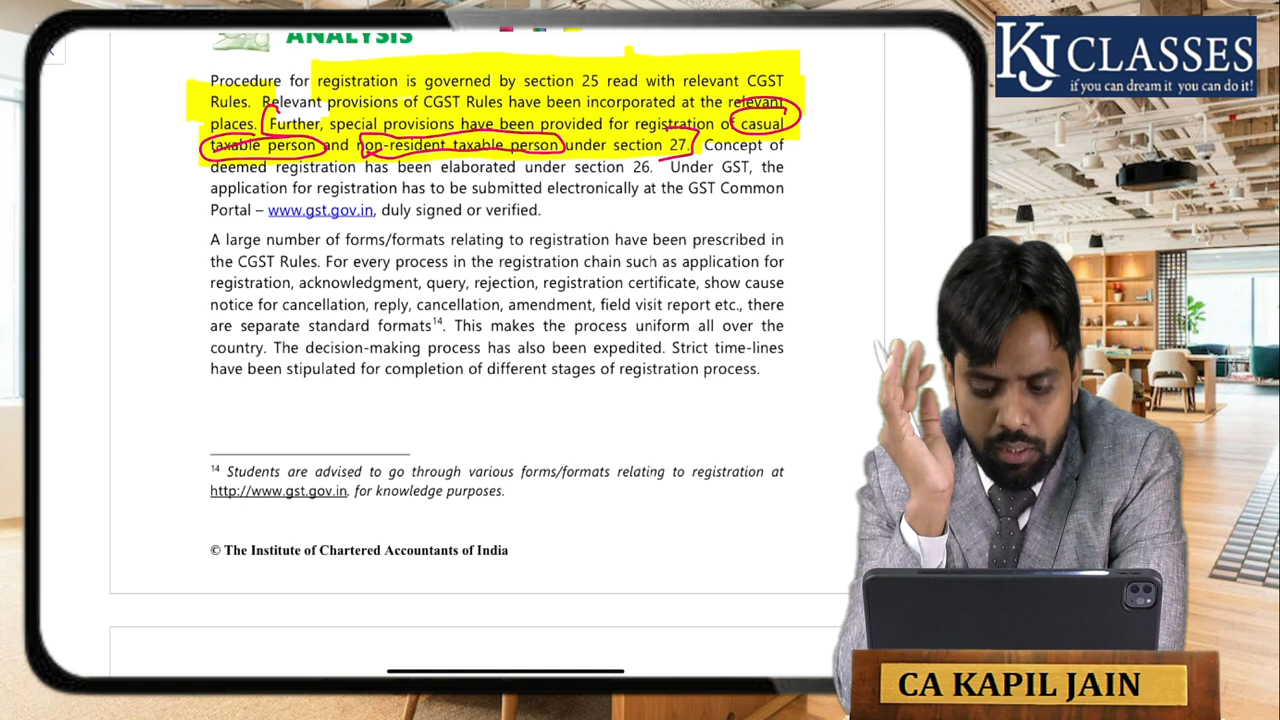 ANALYSIS
Procedure for registration is governed by section 25 read with relevant CGST
Rules. Relevant provisions of CGST Rules have been incorporated at the relevant
places. Further, special provisions have been provided for registration of casual
taxable person and non-resident taxable person under section 27. Concept of
deemed registration has been elaborated under section 26. Under GST, the
application for registration has to be submitted electronically at the GST Common
Portal – www.gst.gov.in, duly signed or verified.
A large number of forms/formats relating to registration have been prescribed in
the CGST Rules. For every process in the registration chain such as application for
registration, acknowledgment, query, rejection, registration certificate, show cause
notice for cancellation, reply, cancellation, amendment, field visit report etc., there
are separate standard formats14. This makes the process uniform all over the
country. The decision-making process has also been expedited. Strict time-lines
have been stipulated for completion of different stages of registration process.
14 Students are advised to go through various forms/formats relating to registration at
http://www.gst.gov.in. for knowledge purposes.
© The Institute of Chartered Accountants of India
KJ CLASSES
if you can dream it you can do it!
CA KAPIL JAIN